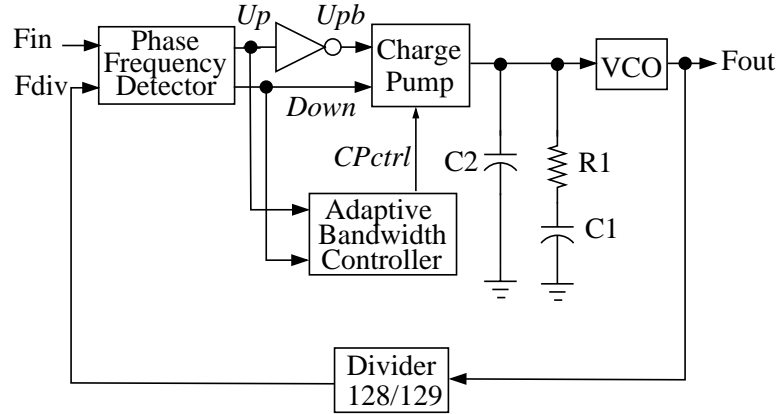 Up
Upb
Fin
Phase
Frequency
Detector
Charge
Pump
VCO
Fout
Fdiv
Down
CPctrl
C2
R1
C1
Adaptive
Bandwidth
Controller
Divider
128/129